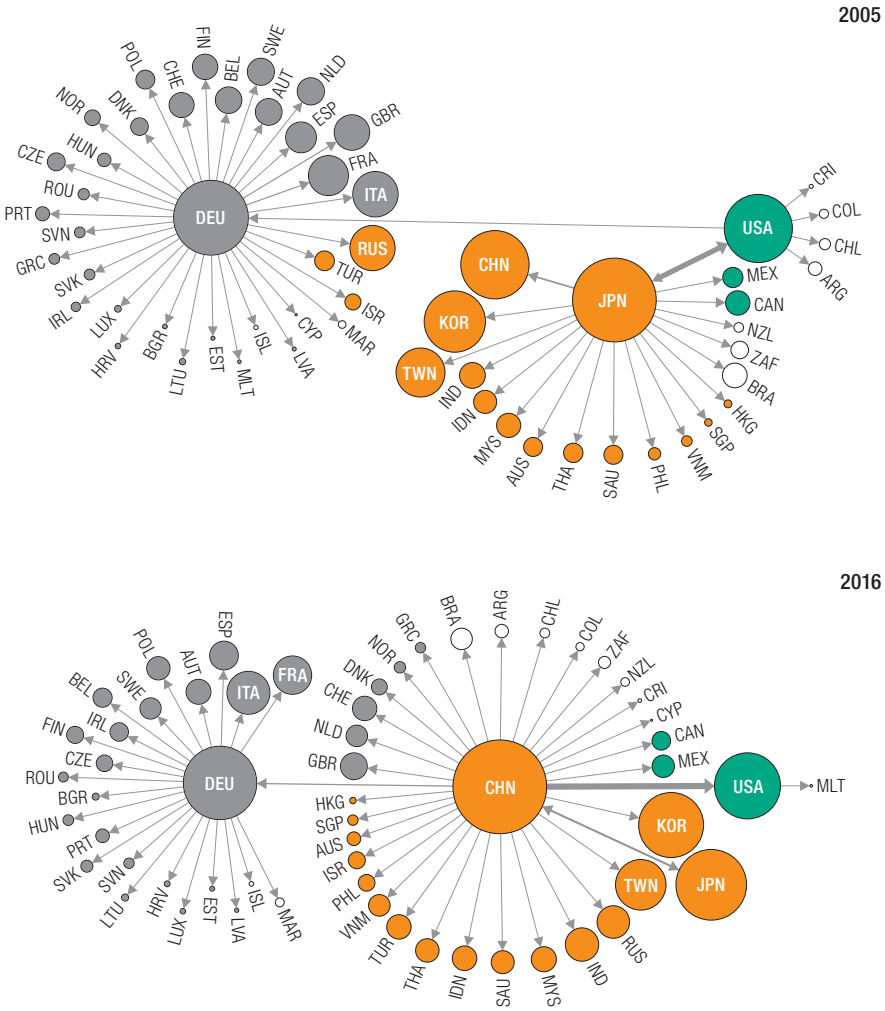 2005
FIN
SWE
POL
CHE
BEL
AUT
NLD
NOR
DNK
ESP
GBR
HUN
CZE
FRA
ROU
ITA
PRT
DEU
SVN
RUS
GRC
TUR
SVK
ISR
IRL
LUX
CYP
MAR
HRV
BGR
ISL
LVA
LTU
EST
MLT
CRI
COL
USA
CHL
ARG
CHN
MEX
JPN
CAN
KOR
NZL
ZAF
TWN
BRA
IND
HKG
IDN
SGP
MYS
VNM
AUS
THA
SAU
PHL
2016
ESP
POL
AUT
FRA
ITA
BEL
SWE
FIN
IRL
CZE
ROU
DEU
BGR
HUN
PRT
SVK
SVN
LTU
HRV
LUX
EST
LVA
ISL
MAR
BRA
ARG
CHL
GRC
COL
NOR
ZAF
DNK
NZL
CHE
CRI
CYP
NLD
CAN
GBR
MEX
CHN
USA
MLT
HKG
SGP
KOR
AUS
ISR
PHL
TWN
JPN
VNM
TUR
RUS
THA
IDN
SAU
MYS
IND